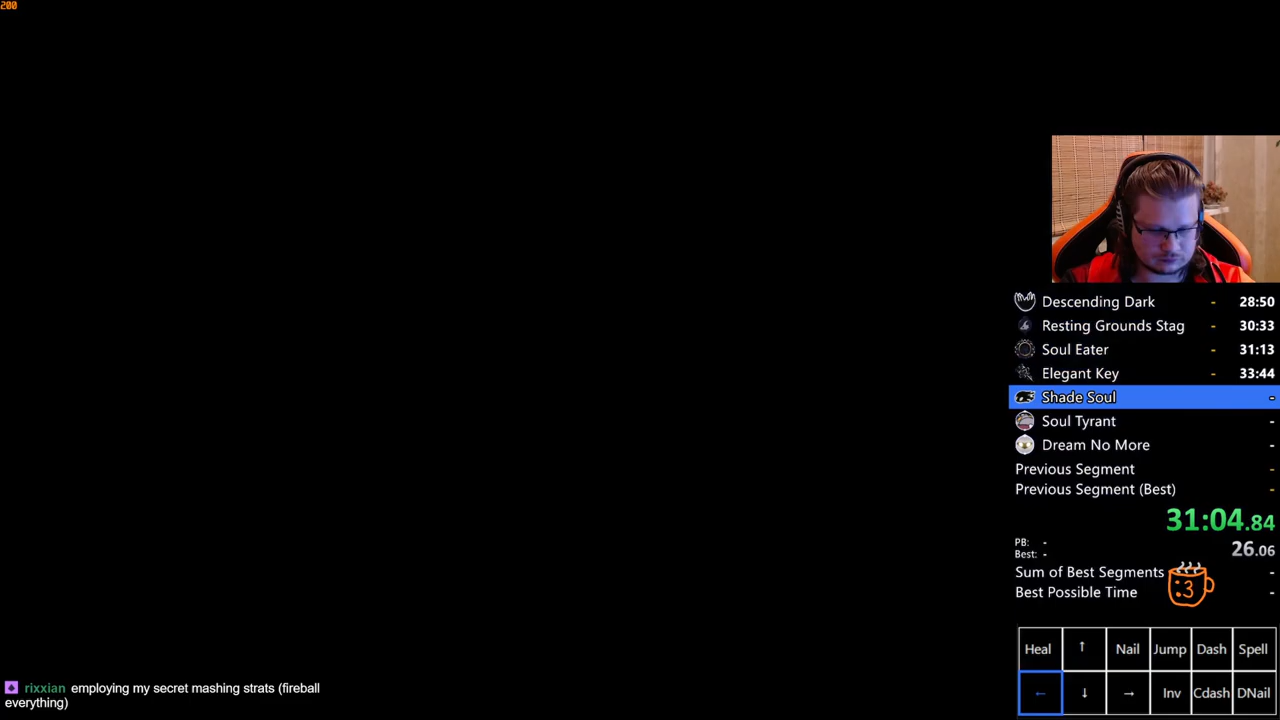 200
Descending Dark - 28:50
Resting Grounds Stag - 30:33
Soul Eater - 31:13
Elegant Key - 33:44
Shade Soul -
Soul Tyrant -
Dream No More -
Previous Segment -
Previous Segment (Best) -
31:04.84
PB: -
Best: -
26.06
Sum of Best Segments -
Best Possible Time -
:3
Heal ↑ Nail Jump Dash Spell
← ↓ → Inv Cdash DNail
rixxian employing my secret mashing strats (fireball
everything)